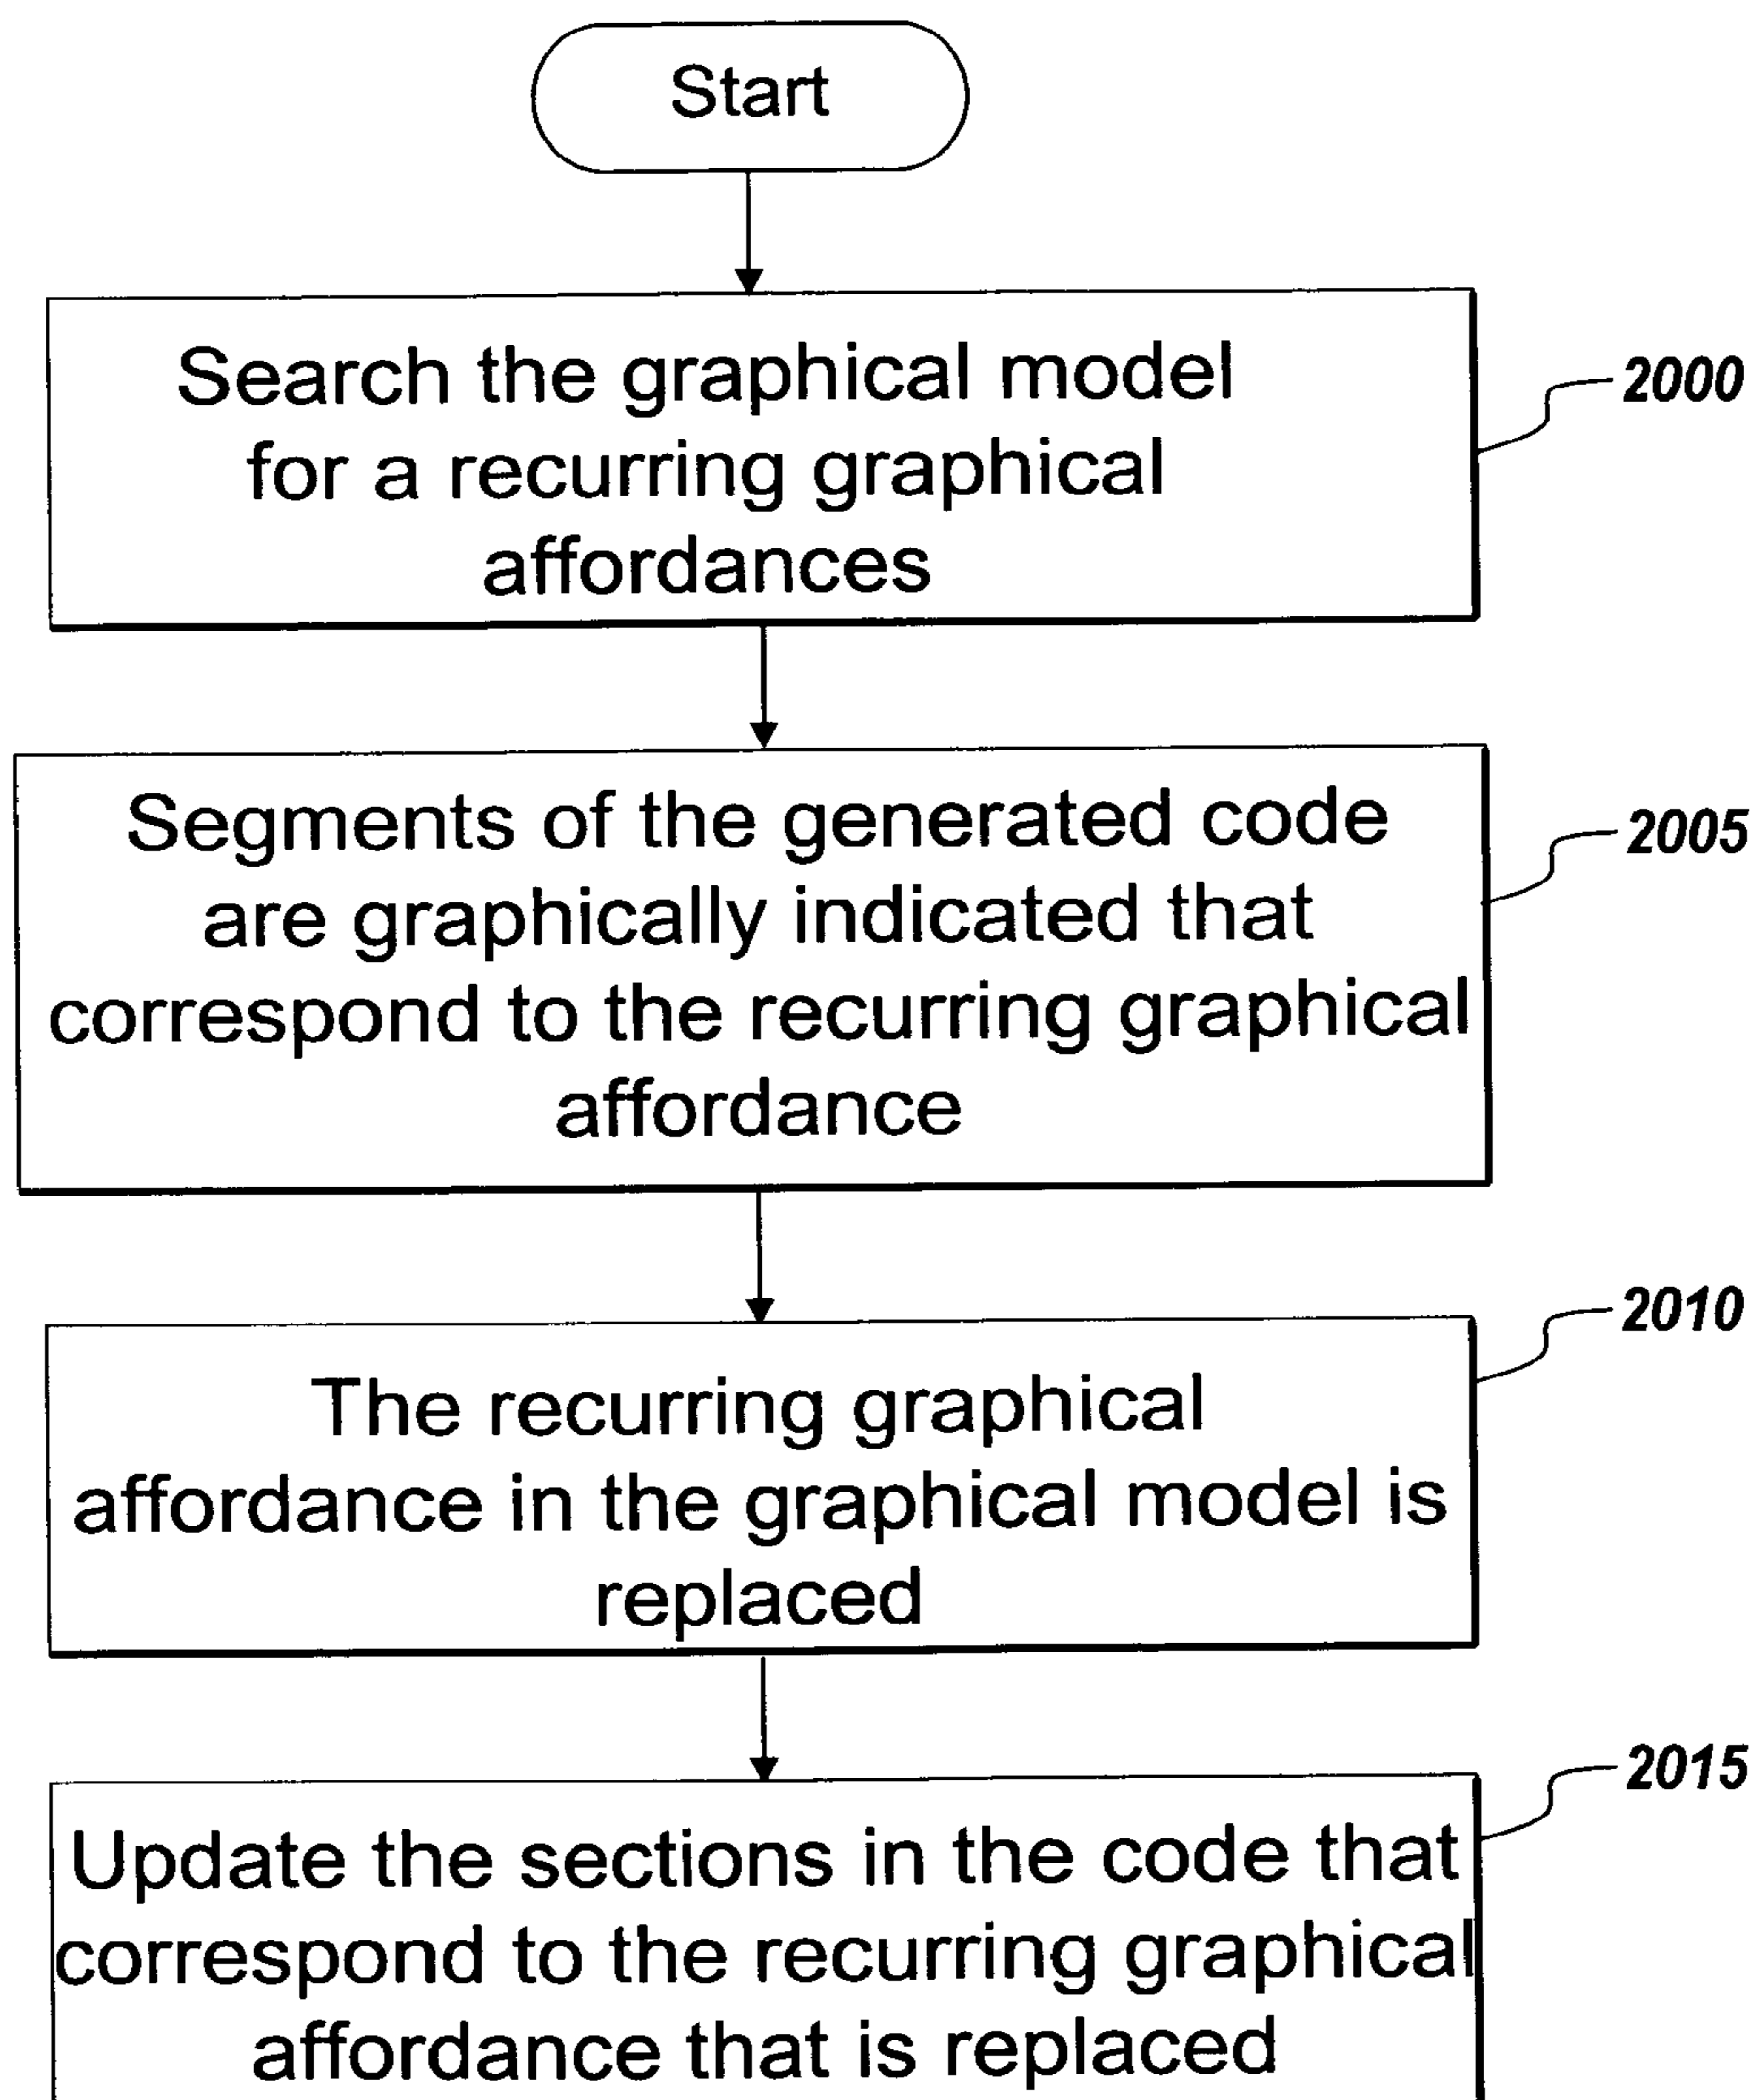 Start
Search the graphical model
for a recurring graphical
affordances
2000
Segments of the generated code
are graphically indicated that
correspond to the recurring graphical
affordance
2005
The recurring graphical
affordance in the graphical model is
replaced
2010
Update the sections in the code that
correspond to the recurring graphical
affordance that is replaced
2015